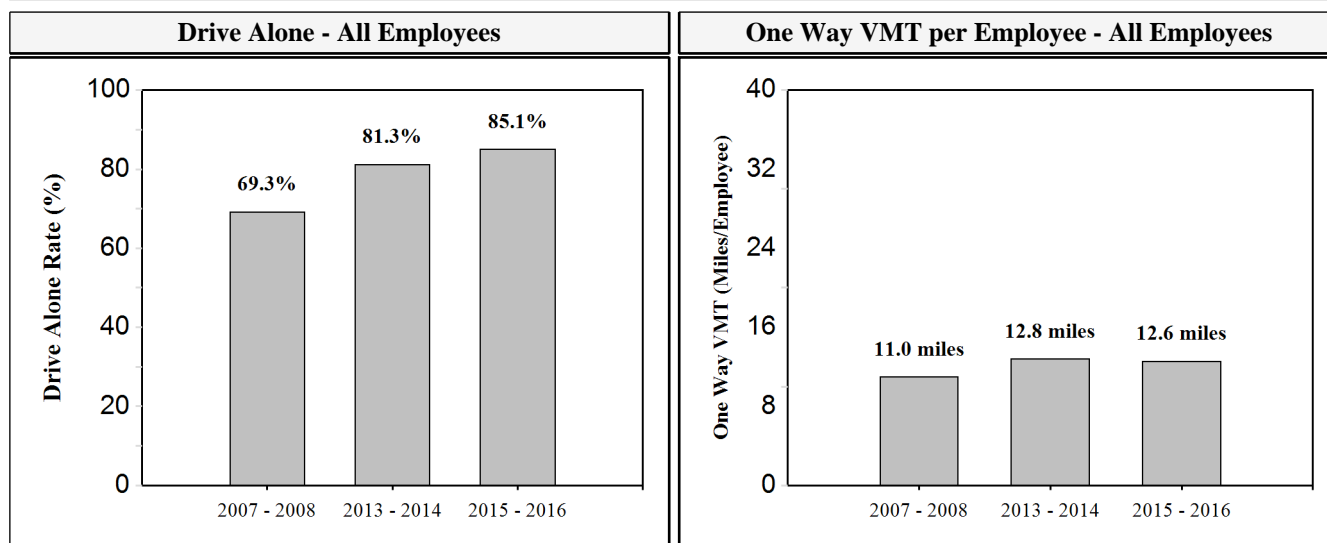 Drive Alone - All Employees
One Way VMT per Employee - All Employees
Drive Alone Rate (%)
100
80
60
40
20
0
69.3%
81.3%
85.1%
2007 - 2008
2013 - 2014
2015 - 2016
One Way VMT (Miles/Employee)
40
32
24
16
8
0
11.0 miles
12.8 miles
12.6 miles
2007 - 2008
2013 - 2014
2015 - 2016